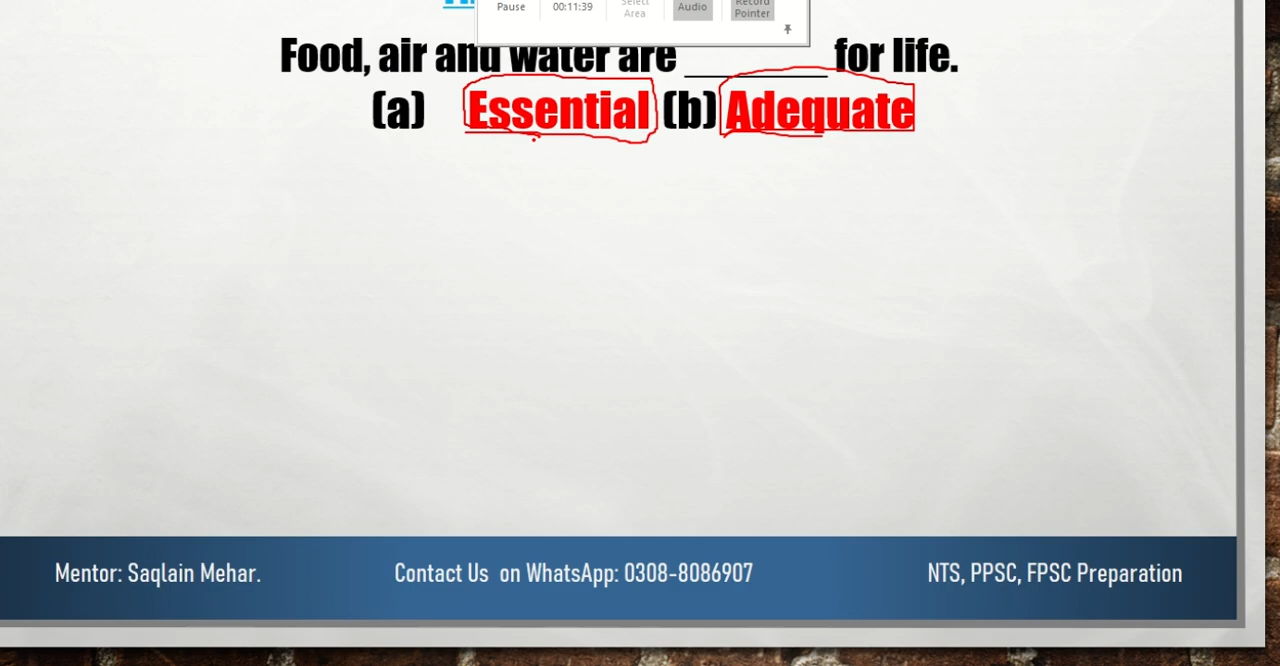 Pause 00:11:39 Select Area Audio Record Pointer
Food, air and water are ________ for life.
(a) Essential (b) Adequate
Mentor: Saqlain Mehar. Contact Us on WhatsApp: 0308-8086907 NTS, PPSC, FPSC Preparation